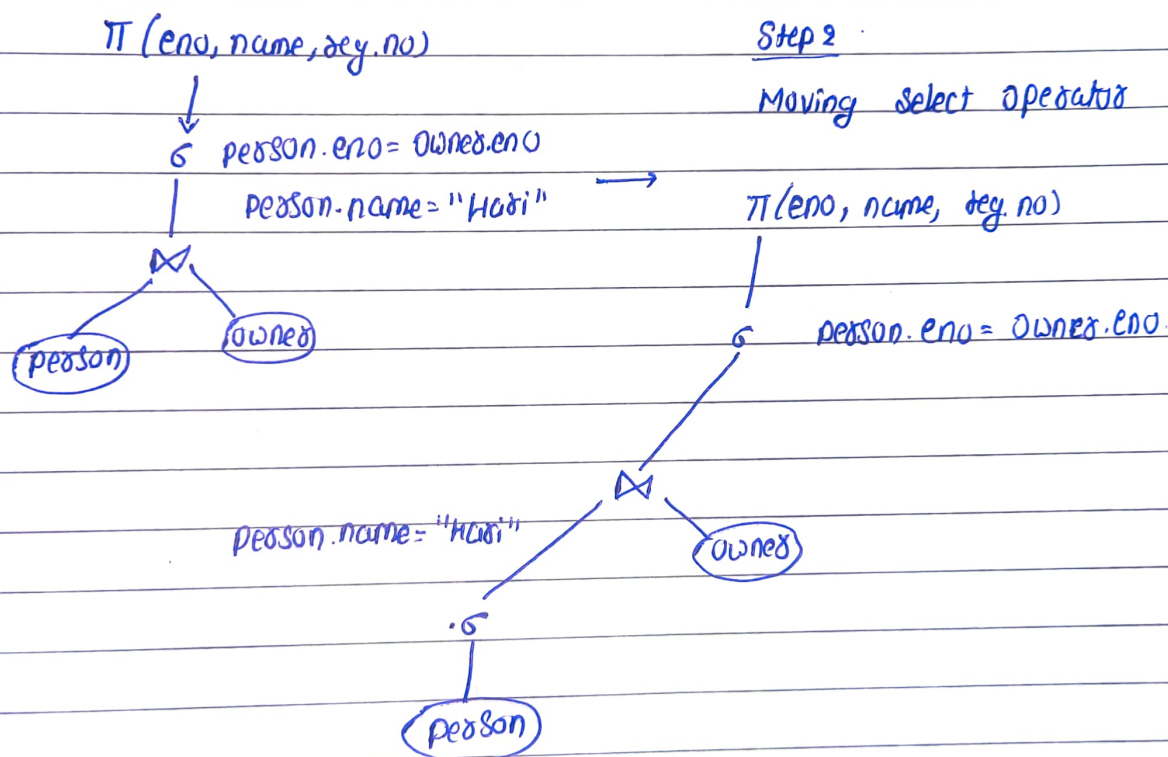 π (eno, name, reg.no)
σ person.eno = owner.eno
person.name = "Hari"
⋈
person
owner
Step 2
Moving select operator
π (eno, name, reg. no)
σ person. eno = owner.eno.
⋈
person.name = "Hari"
owner
σ
person